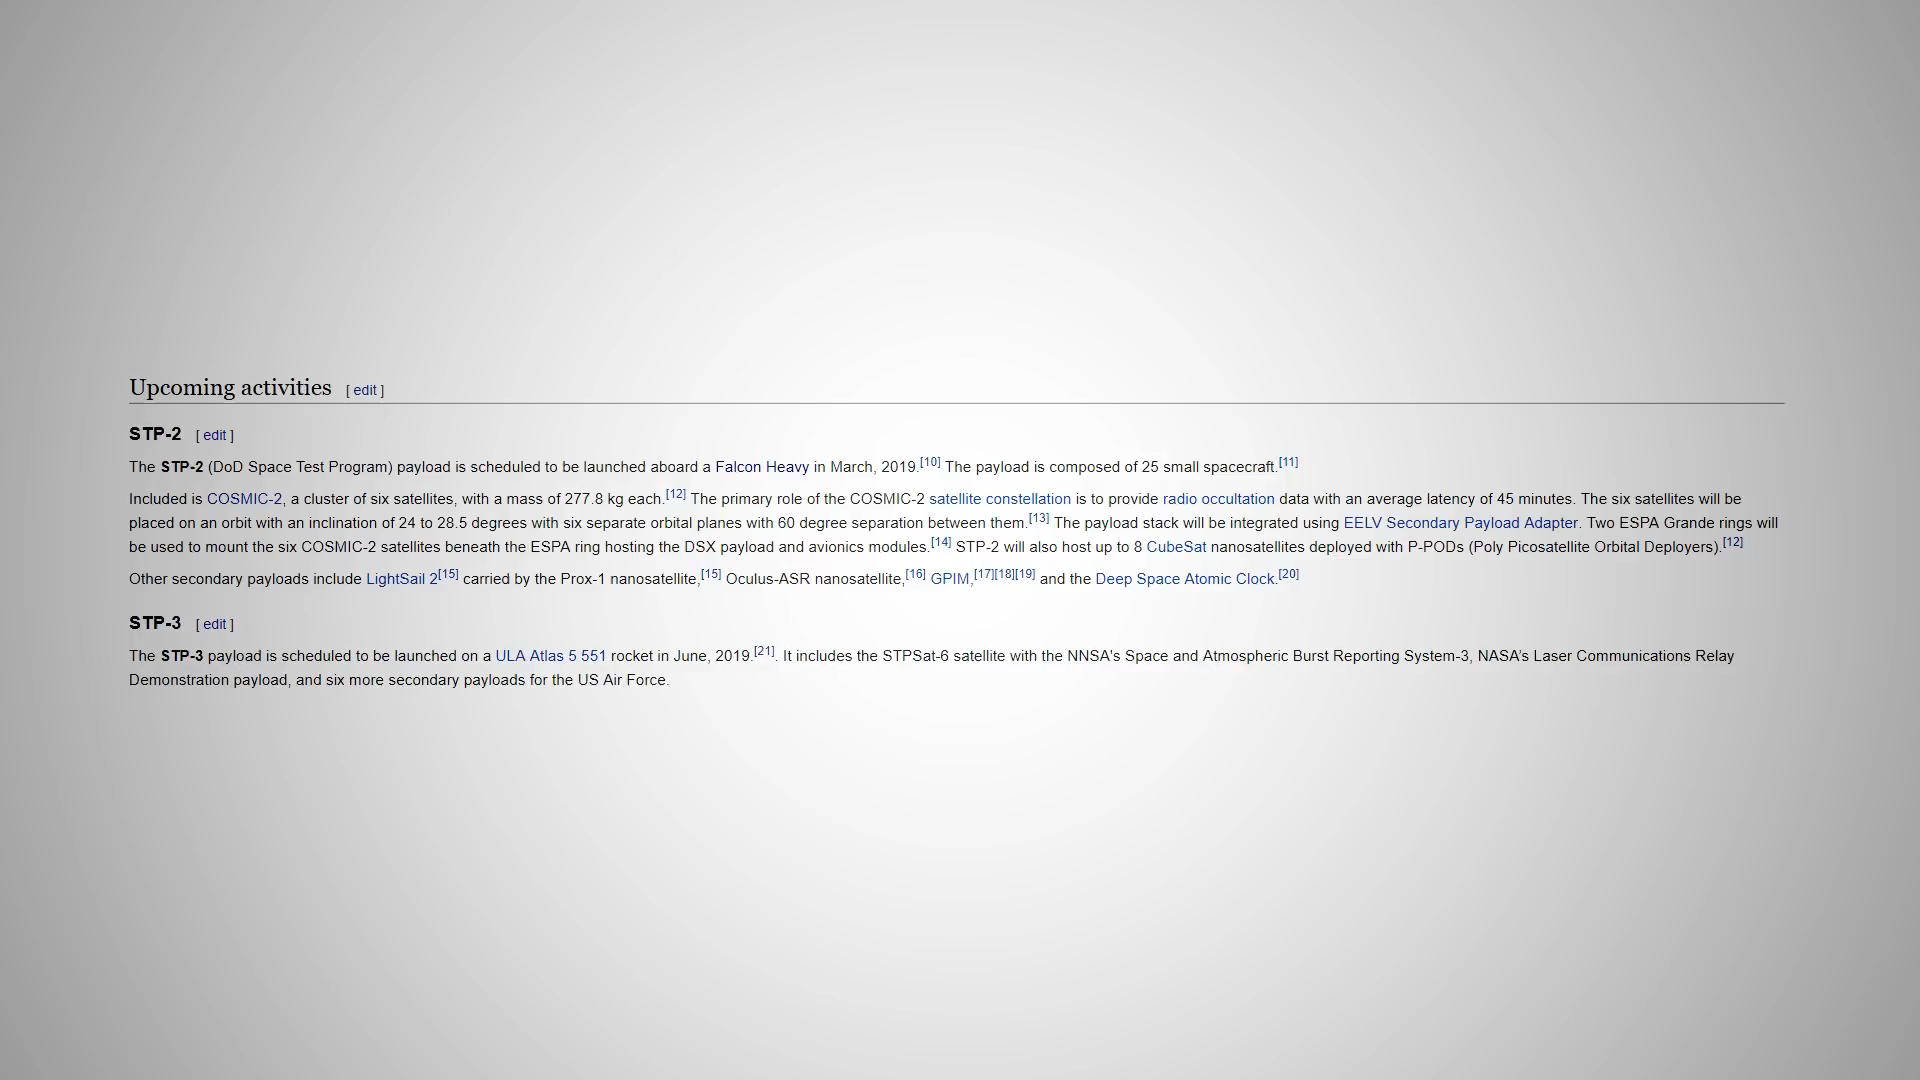 Upcoming activities [ edit ]
STP-2 [ edit ]
The STP-2 (DoD Space Test Program) payload is scheduled to be launched aboard a Falcon Heavy in March, 2019.[10] The payload is composed of 25 small spacecraft.[11]
Included is COSMIC-2, a cluster of six satellites, with a mass of 277.8 kg each.[12] The primary role of the COSMIC-2 satellite constellation is to provide radio occultation data with an average latency of 45 minutes. The six satellites will be
placed on an orbit with an inclination of 24 to 28.5 degrees with six separate orbital planes with 60 degree separation between them.[13] The payload stack will be integrated using EELV Secondary Payload Adapter. Two ESPA Grande rings will
be used to mount the six COSMIC-2 satellites beneath the ESPA ring hosting the DSX payload and avionics modules.[14] STP-2 will also host up to 8 CubeSat nanosatellites deployed with P-PODs (Poly Picosatellite Orbital Deployers).[12]
Other secondary payloads include LightSail 2[15] carried by the Prox-1 nanosatellite,[15] Oculus-ASR nanosatellite,[16] GPIM,[17][18][19] and the Deep Space Atomic Clock.[20]
STP-3 [ edit ]
The STP-3 payload is scheduled to be launched on a ULA Atlas 5 551 rocket in June, 2019.[21]. It includes the STPSat-6 satellite with the NNSA's Space and Atmospheric Burst Reporting System-3, NASA’s Laser Communications Relay
Demonstration payload, and six more secondary payloads for the US Air Force.